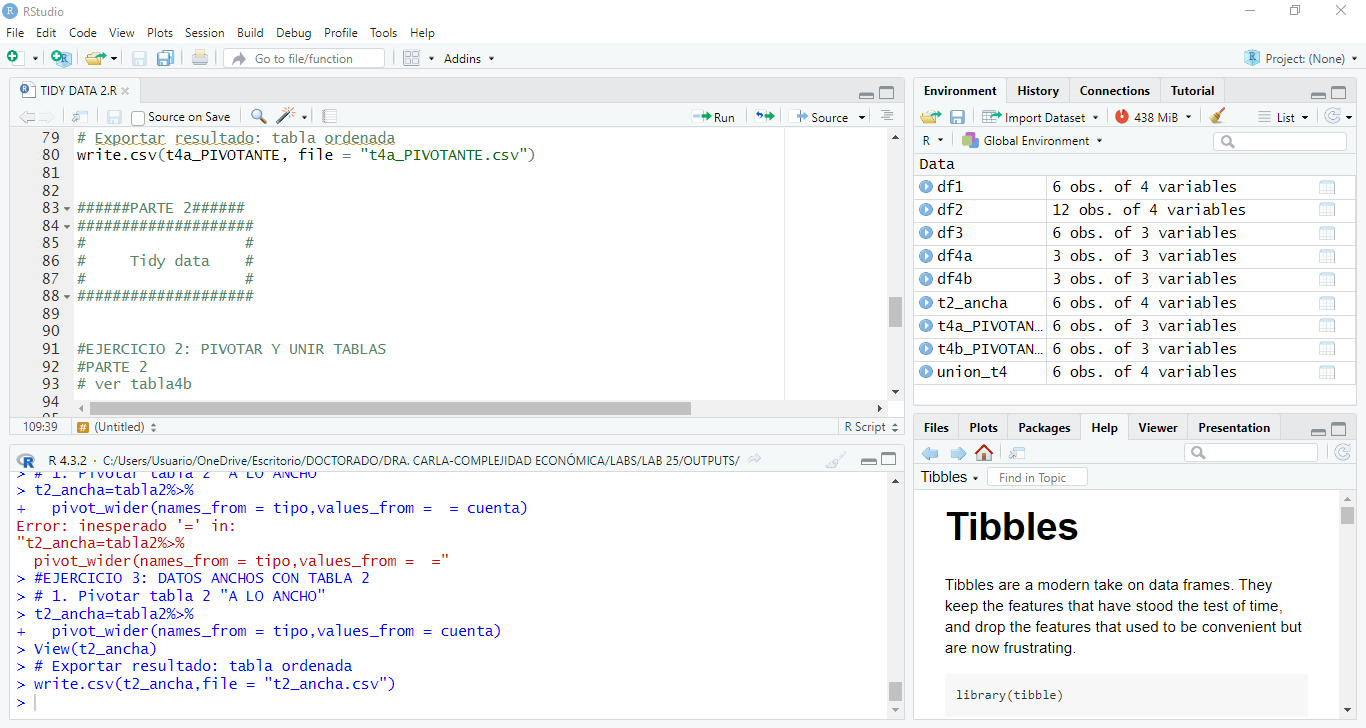 RStudio
File Edit Code View Plots Session Build Debug Profile Tools Help
Go to file/function Addins Project: (None)
TIDY DATA 2.R
Source on Save Run Source
79 # Exportar resultado: tabla ordenada
80 write.csv(t4a_PIVOTANTE, file = "t4a_PIVOTANTE.csv")
81
82
83 ######PARTE 2######
84 ####################
85 # #
86 # Tidy data #
87 # #
88 ####################
89
90
91 #EJERCICIO 2: PIVOTAR Y UNIR TABLAS
92 #PARTE 2
93 # ver tabla4b
94
95
109:39 # (Untitled) R Script
R 4.3.2 · C:/Users/Usuario/OneDrive/Escritorio/DOCTORADO/DRA. CARLA-COMPLEJIDAD ECONÓMICA/LABS/LAB 25/OUTPUTS/
> # 1. Pivotar tabla 2 "A LO ANCHO"
> t2_ancha=tabla2%>%
+ pivot_wider(names_from = tipo,values_from = = cuenta)
Error: inesperado '=' in:
"t2_ancha=tabla2%>%
pivot_wider(names_from = tipo,values_from = ="
> #EJERCICIO 3: DATOS ANCHOS CON TABLA 2
> # 1. Pivotar tabla 2 "A LO ANCHO"
> t2_ancha=tabla2%>%
+ pivot_wider(names_from = tipo,values_from = cuenta)
> View(t2_ancha)
> # Exportar resultado: tabla ordenada
> write.csv(t2_ancha,file = "t2_ancha.csv")
>
Environment History Connections Tutorial
Import Dataset 438 MiB List
R Global Environment
Data
df1 6 obs. of 4 variables
df2 12 obs. of 4 variables
df3 6 obs. of 3 variables
df4a 3 obs. of 3 variables
df4b 3 obs. of 3 variables
t2_ancha 6 obs. of 4 variables
t4a_PIVOTAN… 6 obs. of 3 variables
t4b_PIVOTAN… 6 obs. of 3 variables
union_t4 6 obs. of 4 variables
Files Plots Packages Help Viewer Presentation
Tibbles Find in Topic
Tibbles
Tibbles are a modern take on data frames. They
keep the features that have stood the test of time,
and drop the features that used to be convenient but
are now frustrating.
library(tibble)